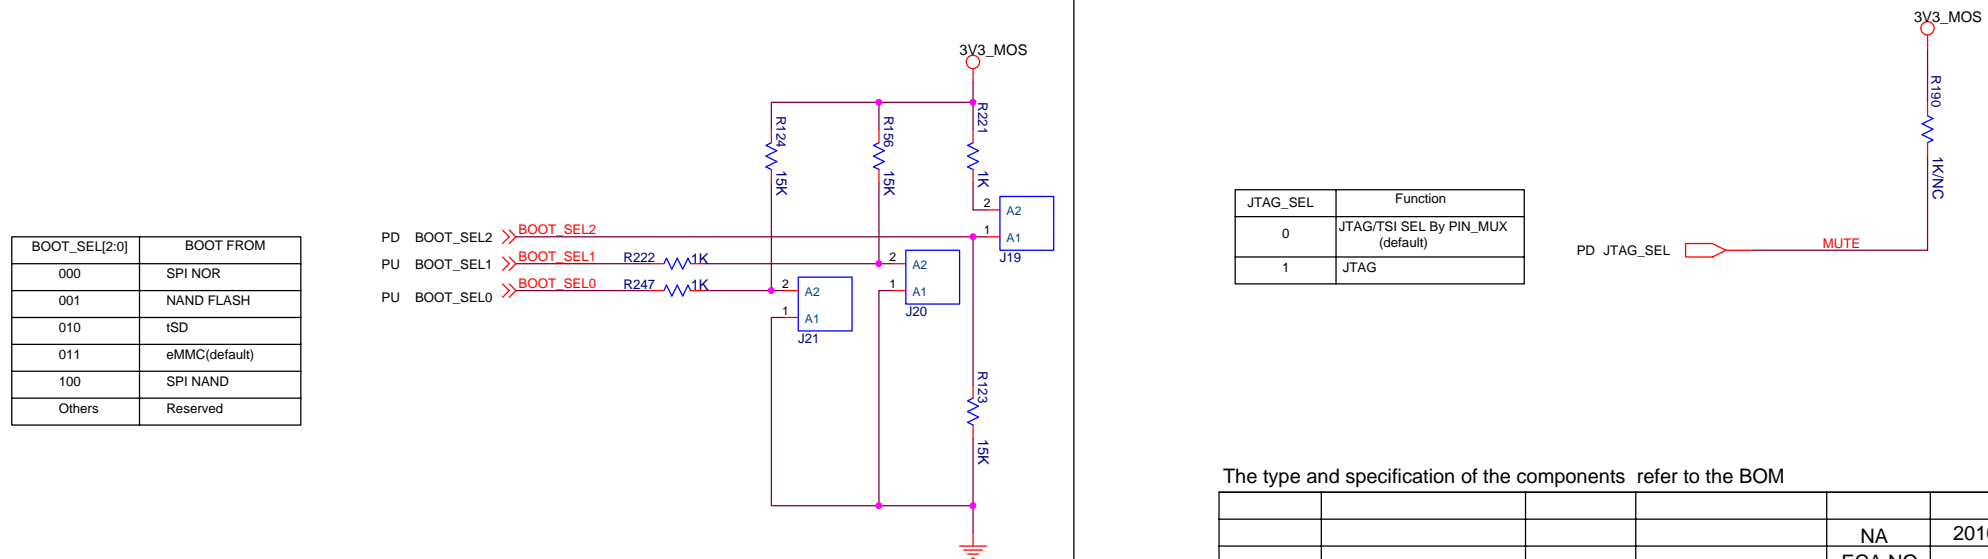 3V3_MOS
3V3_MOS
R124
15K
R156
15K
R221
1K
R190
1K/NC
BOOT_SEL[2:0] BOOT FROM
000 SPI NOR
001 NAND FLASH
010 tSD
011 eMMC(default)
100 SPI NAND
Others Reserved
PD BOOT_SEL2 BOOT_SEL2
PU BOOT_SEL1 BOOT_SEL1 R222 1K
PU BOOT_SEL0 BOOT_SEL0 R247 1K
2 A2
1 A1
J19
2 A2
1 A1
J20
2 A2
1 A1
J21
R123
15K
JTAG_SEL Function
0 JTAG/TSI SEL By PIN_MUX
(default)
1 JTAG
PD JTAG_SEL MUTE
The type and specification of the components refer to the BOM
NA